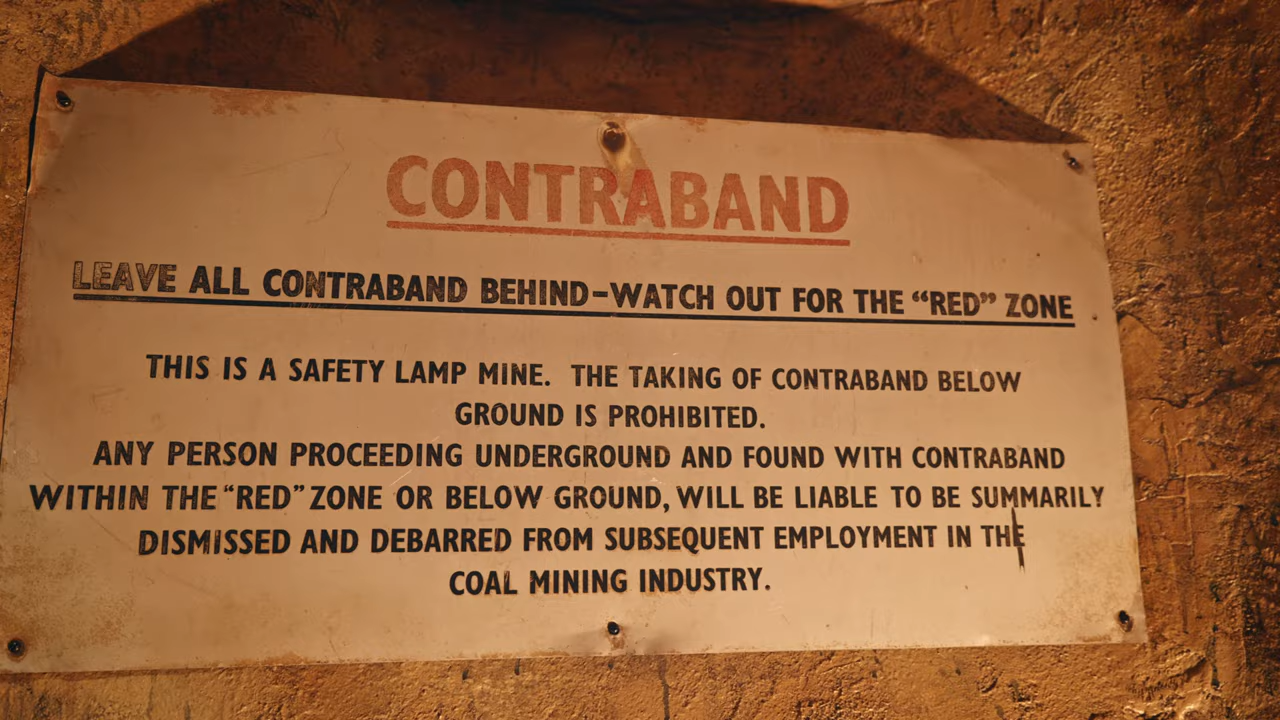 CONTRABAND
LEAVE ALL CONTRABAND BEHIND-WATCH OUT FOR THE “RED” ZONE
THIS IS A SAFETY LAMP MINE. THE TAKING OF CONTRABAND BELOW
GROUND IS PROHIBITED.
ANY PERSON PROCEEDING UNDERGROUND AND FOUND WITH CONTRABAND
WITHIN THE “RED” ZONE OR BELOW GROUND, WILL BE LIABLE TO BE SUMMARILY
DISMISSED AND DEBARRED FROM SUBSEQUENT EMPLOYMENT IN THE
COAL MINING INDUSTRY.